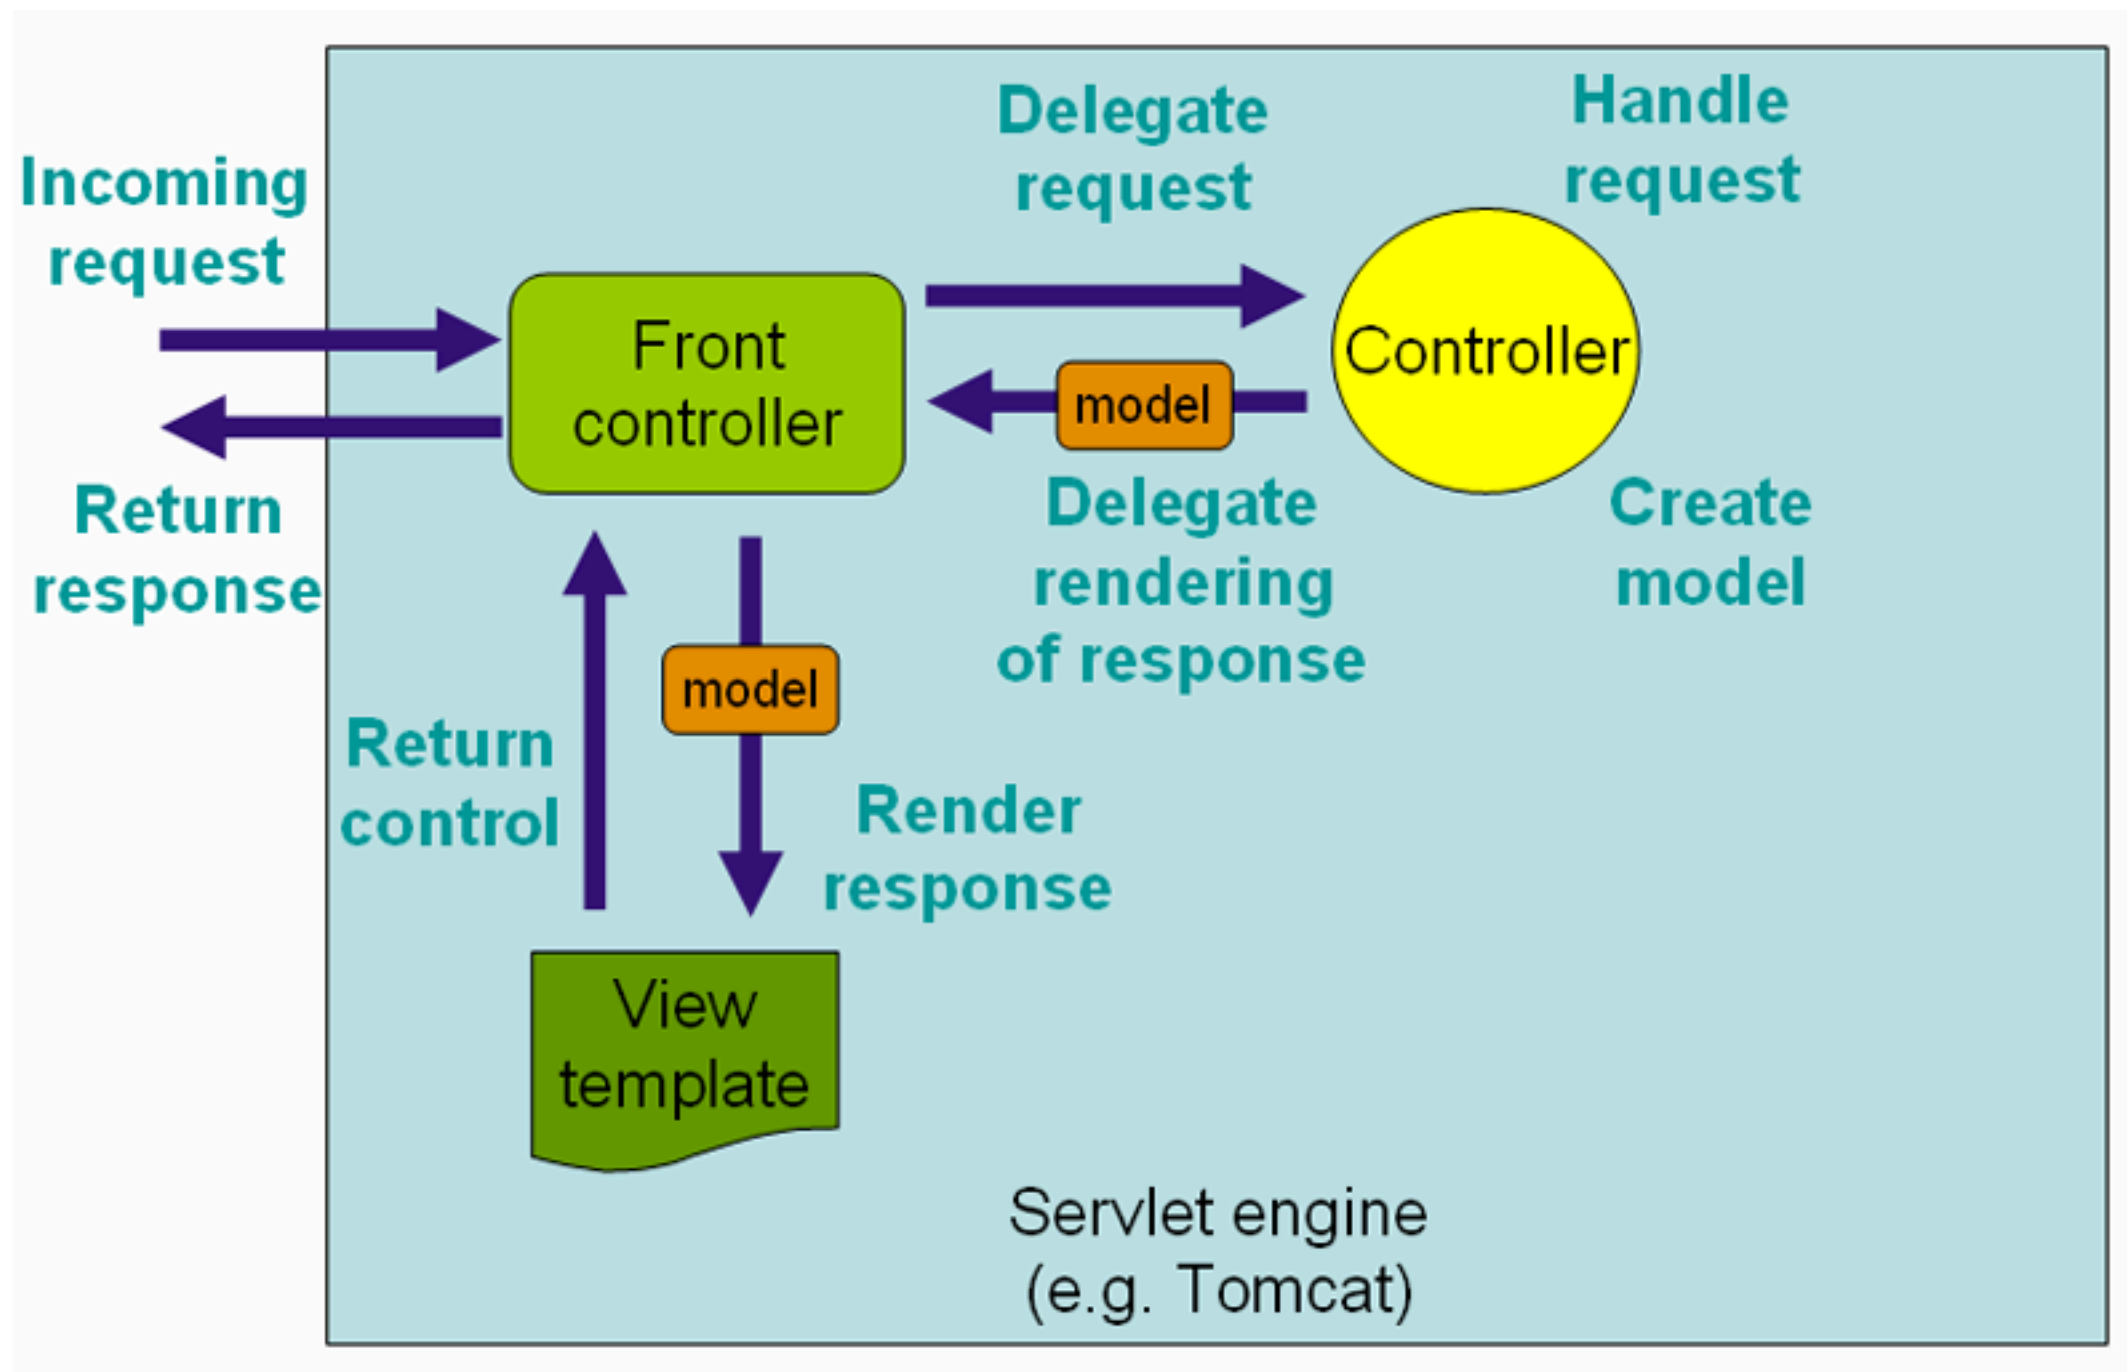 Incoming
request
Delegate
request
Handle
request
Front
controller
Controller
model
Return
response
Delegate
rendering
of response
Create
model
model
Return
control
Render
response
View
template
Servlet engine
(e.g. Tomcat)